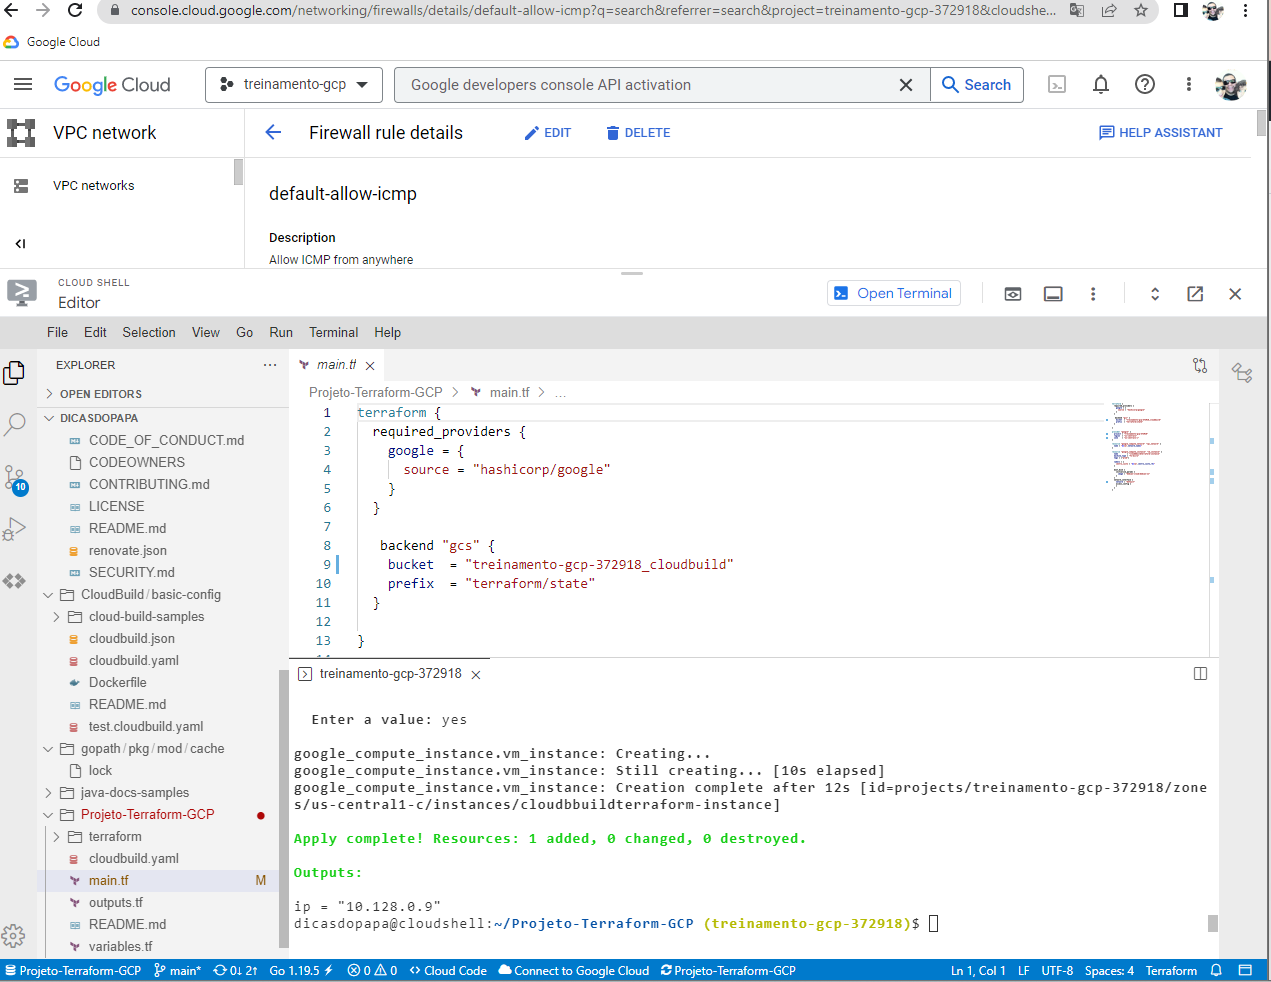 console.cloud.google.com/networking/firewalls/details/default-allow-icmp?q=search&referrer=search&project=treinamento-gcp-372918&cloudshe...
Google Cloud
Google Cloud
treinamento-gcp
Google developers console API activation
Search
VPC network
Firewall rule details
EDIT
DELETE
HELP ASSISTANT
VPC networks
default-allow-icmp
Description
Allow ICMP from anywhere
CLOUD SHELL
Editor
Open Terminal
File Edit Selection View Go Run Terminal Help
EXPLORER
OPEN EDITORS
DICASDOPAPA
CODE_OF_CONDUCT.md
CODEOWNERS
CONTRIBUTING.md
LICENSE
README.md
renovate.json
SECURITY.md
CloudBuild/basic-config
cloud-build-samples
cloudbuild.json
cloudbuild.yaml
Dockerfile
README.md
test.cloudbuild.yaml
gopath/pkg/mod/cache
lock
java-docs-samples
Projeto-Terraform-GCP
terraform
cloudbuild.yaml
main.tf M
outputs.tf
README.md
variables.tf
10
main.tf
Projeto-Terraform-GCP > main.tf > ...
1 terraform {
2 required_providers {
3 google = {
4 source = "hashicorp/google"
5 }
6 }
7
8 backend "gcs" {
9 bucket = "treinamento-gcp-372918_cloudbuild"
10 prefix = "terraform/state"
11 }
12
13 }
treinamento-gcp-372918
Enter a value: yes
google_compute_instance.vm_instance: Creating...
google_compute_instance.vm_instance: Still creating... [10s elapsed]
google_compute_instance.vm_instance: Creation complete after 12s [id=projects/treinamento-gcp-372918/zone
s/us-central1-c/instances/cloudbbuildterraform-instance]
Apply complete! Resources: 1 added, 0 changed, 0 destroyed.
Outputs:
ip = "10.128.0.9"
dicasdopapa@cloudshell:~/Projeto-Terraform-GCP (treinamento-gcp-372918)$
Projeto-Terraform-GCP main* 0↓ 2↑ Go 1.19.5 0 0 Cloud Code Connect to Google Cloud Projeto-Terraform-GCP Ln 1, Col 1 LF UTF-8 Spaces: 4 Terraform